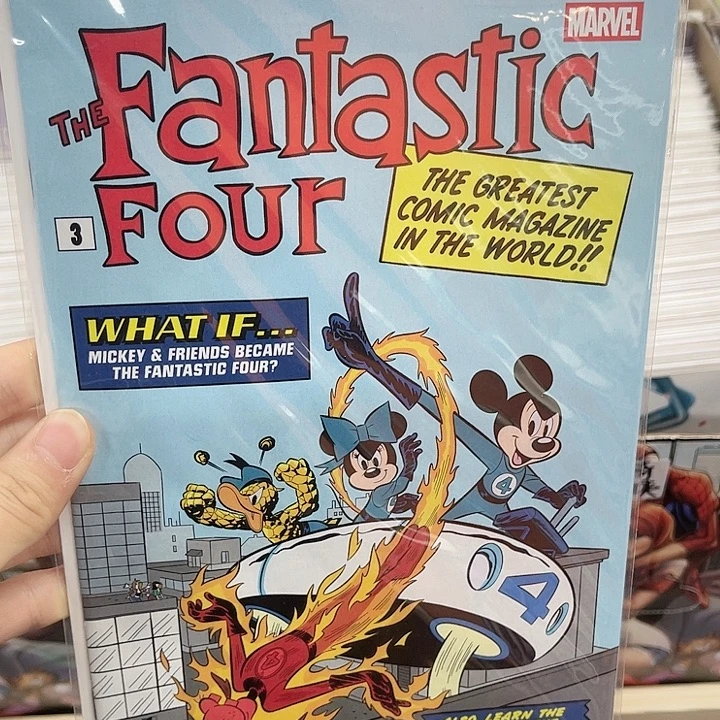 MARVEL
THE
Fantastic
Four
THE GREATEST
COMIC MAGAZINE
IN THE WORLD!!
3
WHAT IF...
MICKEY & FRIENDS BECAME
THE FANTASTIC FOUR?
4
4
ALSO, LEARN THE